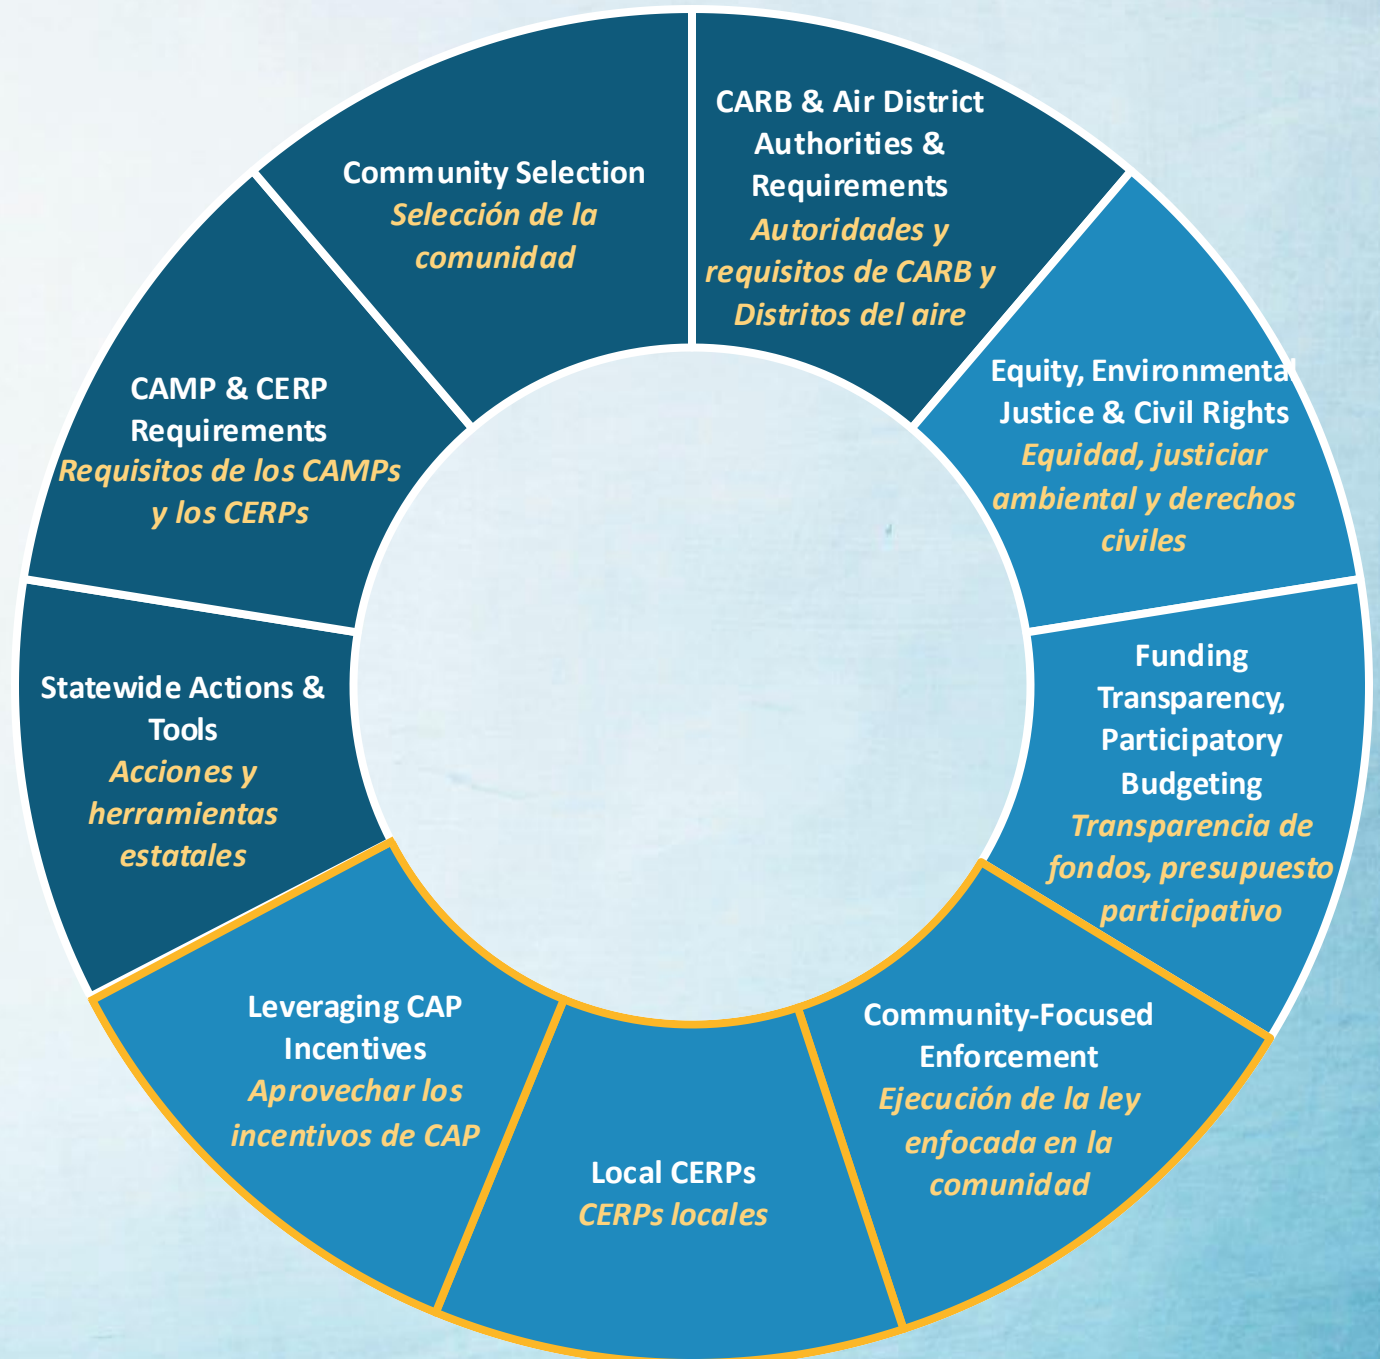 CARB & Air District
Authorities &
Requirements
Autoridades y
requisitos de CARB y
Distritos del aire
Equity, Environmental
Justice & Civil Rights
Equidad, justiciar
ambiental y derechos
civiles
Funding
Transparency,
Participatory
Budgeting
Transparencia de
fondos, presupuesto
participativo
Community-Focused
Enforcement
Ejecución de la ley
enfocada en la
comunidad
Local CERPs
CERPs locales
Leveraging CAP
Incentives
Aprovechar los
incentivos de CAP
Statewide Actions &
Tools
Acciones y
herramientas
estatales
CAMP & CERP
Requirements
Requisitos de los CAMPs
y los CERPs
Community Selection
Selección de la
comunidad